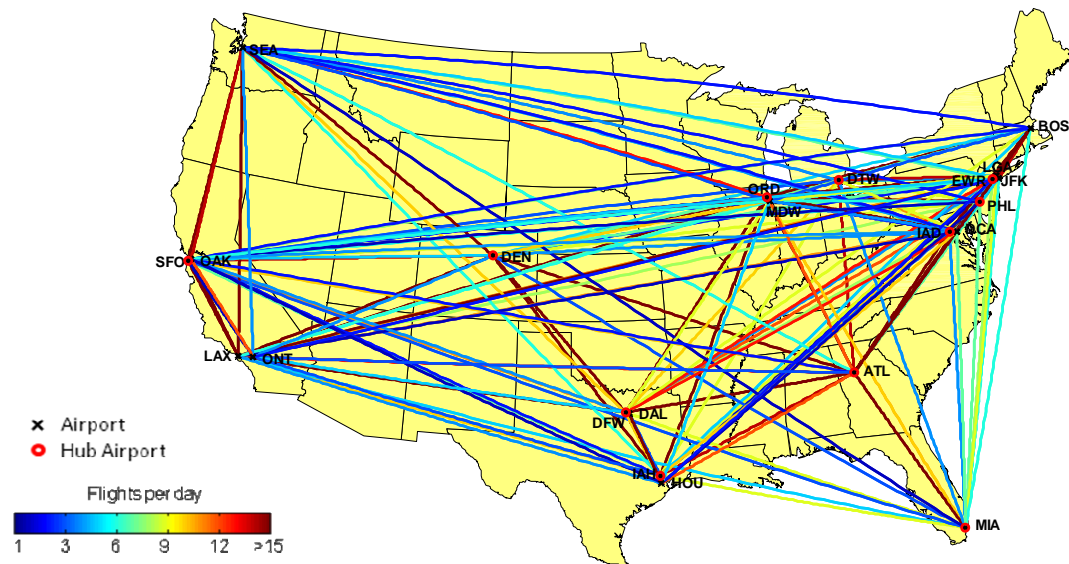 SEA
BOS
LGA
DTW
EWR
JFK
ORD
PHL
MDW
IAD
DCA
SFO
OAK
DEN
LAX
ONT
ATL
DAL
DFW
IAH
HOU
MIA
Airport
Hub Airport
Flights per day
1 3 6 9 12 >15